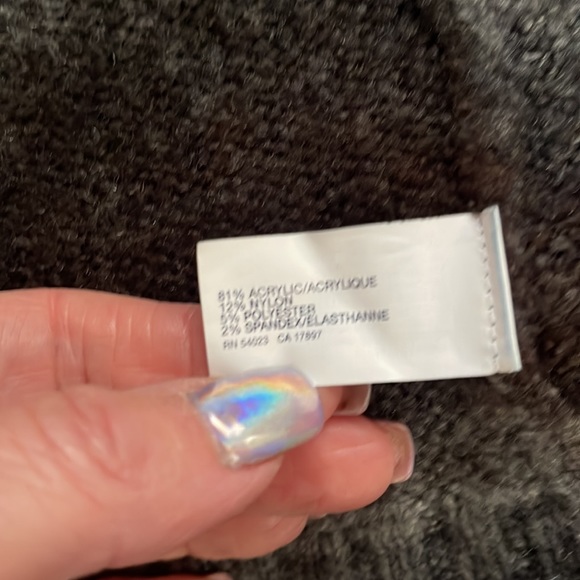 81% ACRYLIC/ACRYLIQUE
12% NYLON
5% POLYESTER
2% SPANDEX/ELASTHANNE
RN 54023 CA 17897